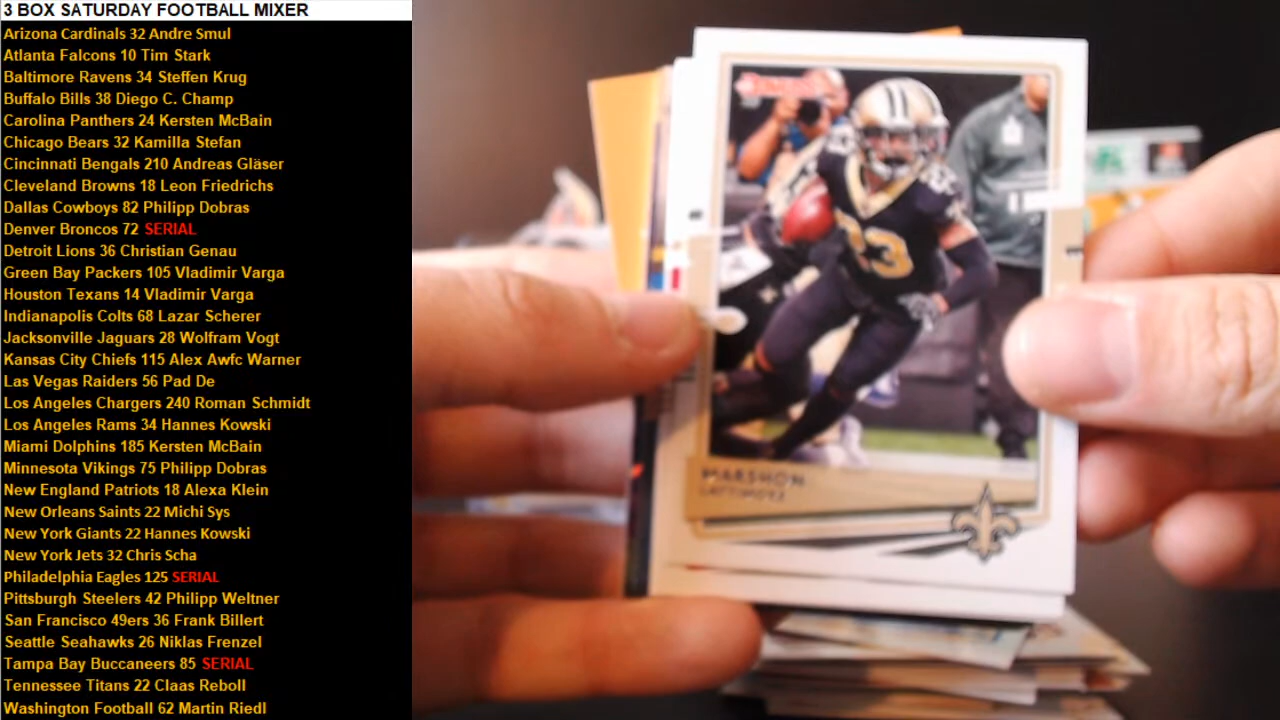 3 BOX SATURDAY FOOTBALL MIXER
Arizona Cardinals 32 Andre Smul
Atlanta Falcons 10 Tim Stark
Baltimore Ravens 34 Steffen Krug
Buffalo Bills 38 Diego C. Champ
Carolina Panthers 24 Kersten McBain
Chicago Bears 32 Kamilla Stefan
Cincinnati Bengals 210 Andreas Gläser
Cleveland Browns 18 Leon Friedrichs
Dallas Cowboys 82 Philipp Dobras
Denver Broncos 72 SERIAL
Detroit Lions 36 Christian Genau
Green Bay Packers 105 Vladimir Varga
Houston Texans 14 Vladimir Varga
Indianapolis Colts 68 Lazar Scherer
Jacksonville Jaguars 28 Wolfram Vogt
Kansas City Chiefs 115 Alex Awfc Warner
Las Vegas Raiders 56 Pad De
Los Angeles Chargers 240 Roman Schmidt
Los Angeles Rams 34 Hannes Kowski
Miami Dolphins 185 Kersten McBain
Minnesota Vikings 75 Philipp Dobras
New England Patriots 18 Alexa Klein
New Orleans Saints 22 Michi Sys
New York Giants 22 Hannes Kowski
New York Jets 32 Chris Scha
Philadelphia Eagles 125 SERIAL
Pittsburgh Steelers 42 Philipp Weltner
San Francisco 49ers 36 Frank Billert
Seattle Seahawks 26 Niklas Frenzel
Tampa Bay Buccaneers 85 SERIAL
Tennessee Titans 22 Claas Reboll
Washington Football 62 Martin Riedl
Donruss
23
MARSHON
LATTIMORE